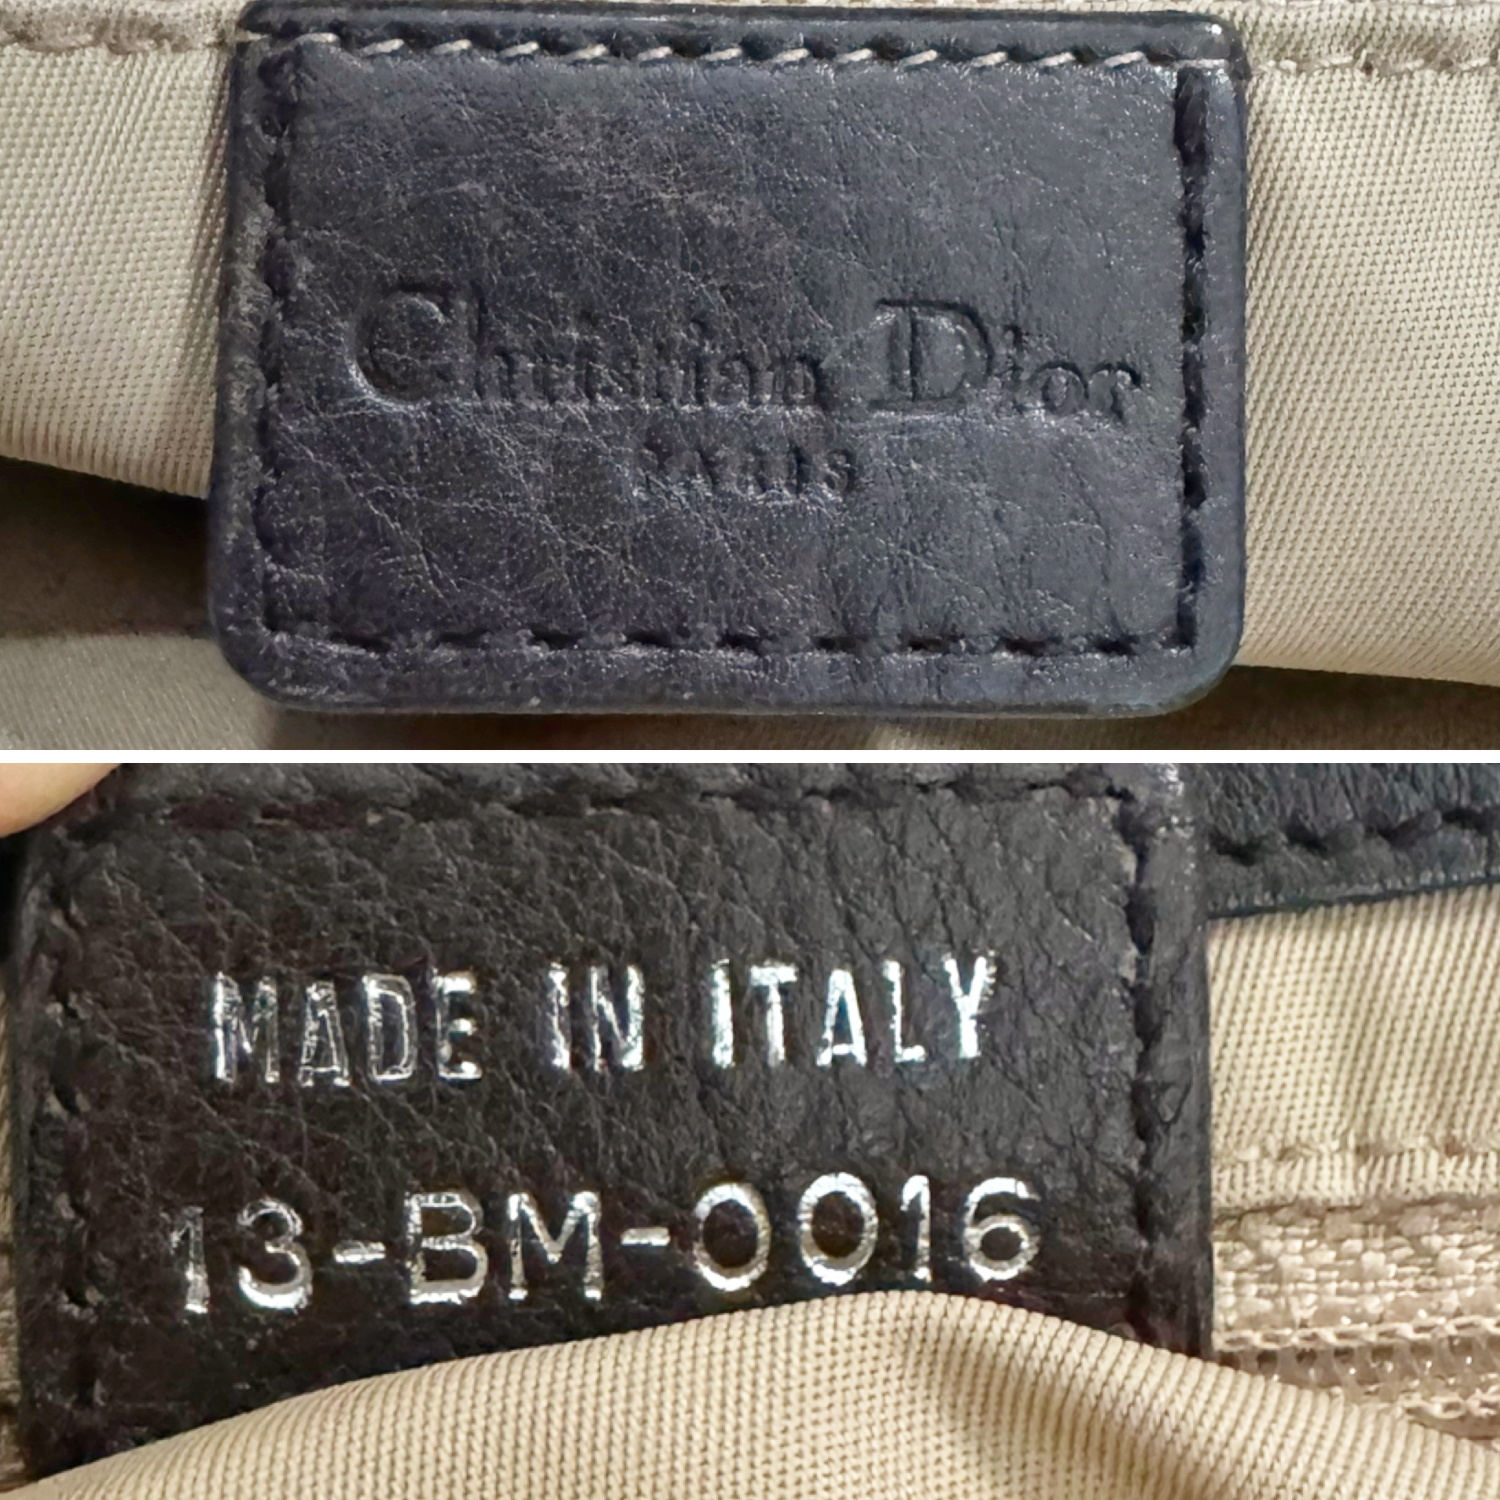 Christian Dior
PARIS
MADE IN ITALY
13-BM-0016